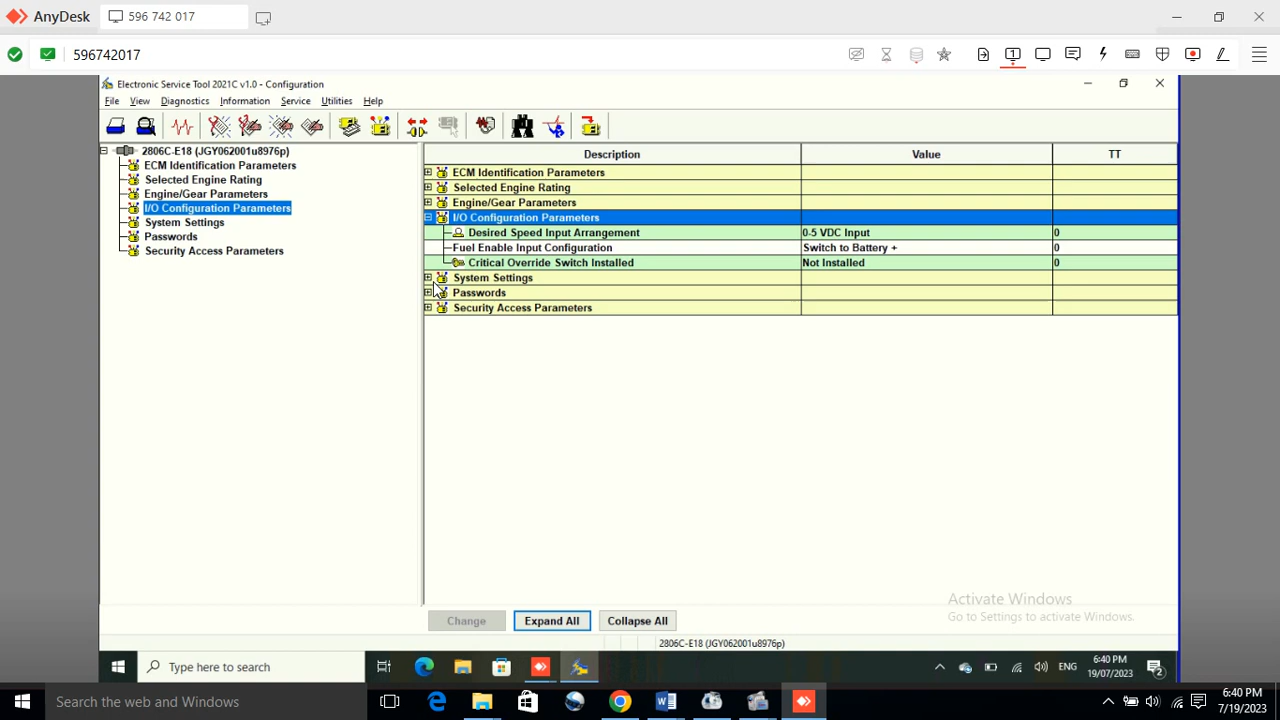 AnyDesk
596 742 017
596742017
1
Electronic Service Tool 2021C v1.0 - Configuration
File View Diagnostics Information Service Utilities Help
2806C-E18 (JGY062001u8976p)
ECM Identification Parameters
Selected Engine Rating
Engine/Gear Parameters
I/O Configuration Parameters
System Settings
Passwords
Security Access Parameters
Description Value TT
ECM Identification Parameters
Selected Engine Rating
Engine/Gear Parameters
I/O Configuration Parameters
Desired Speed Input Arrangement 0-5 VDC Input 0
Fuel Enable Input Configuration Switch to Battery + 0
Critical Override Switch Installed Not Installed 0
System Settings
Passwords
Security Access Parameters
Activate Windows
Go to Settings to activate Windows.
Change Expand All Collapse All
2806C-E18 (JGY062001u8976p)
Type here to search
ENG
6:40 PM
19/07/2023
2
Search the web and Windows
6:40 PM
7/19/2023